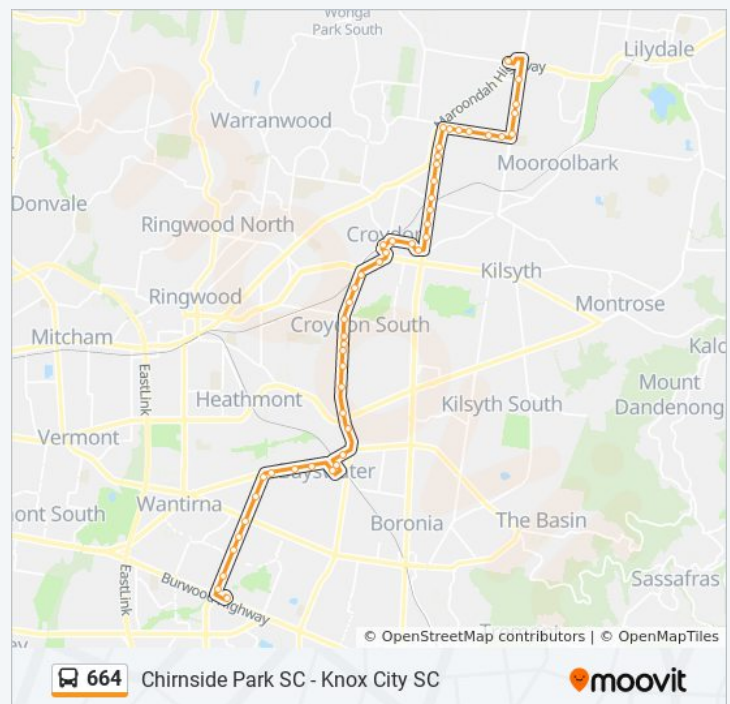 Wonga
Park South
Lilydale
Maroondah Highway
Warranwood
Mooroolbark
Donvale
Ringwood North
Croydon
Kilsyth
Ringwood
Montrose
Croydon South
Mitcham
Kalo
EastLink
Mount
Dandenong
Heathmont
Kilsyth South
Vermont
Bayswater
Wantirna
ont South
Boronia
The Basin
EastLink
Burwood Highway
Sassafras
ey
© OpenStreetMap contributors | © OpenMapTiles
664 Chirnside Park SC - Knox City SC
moovit